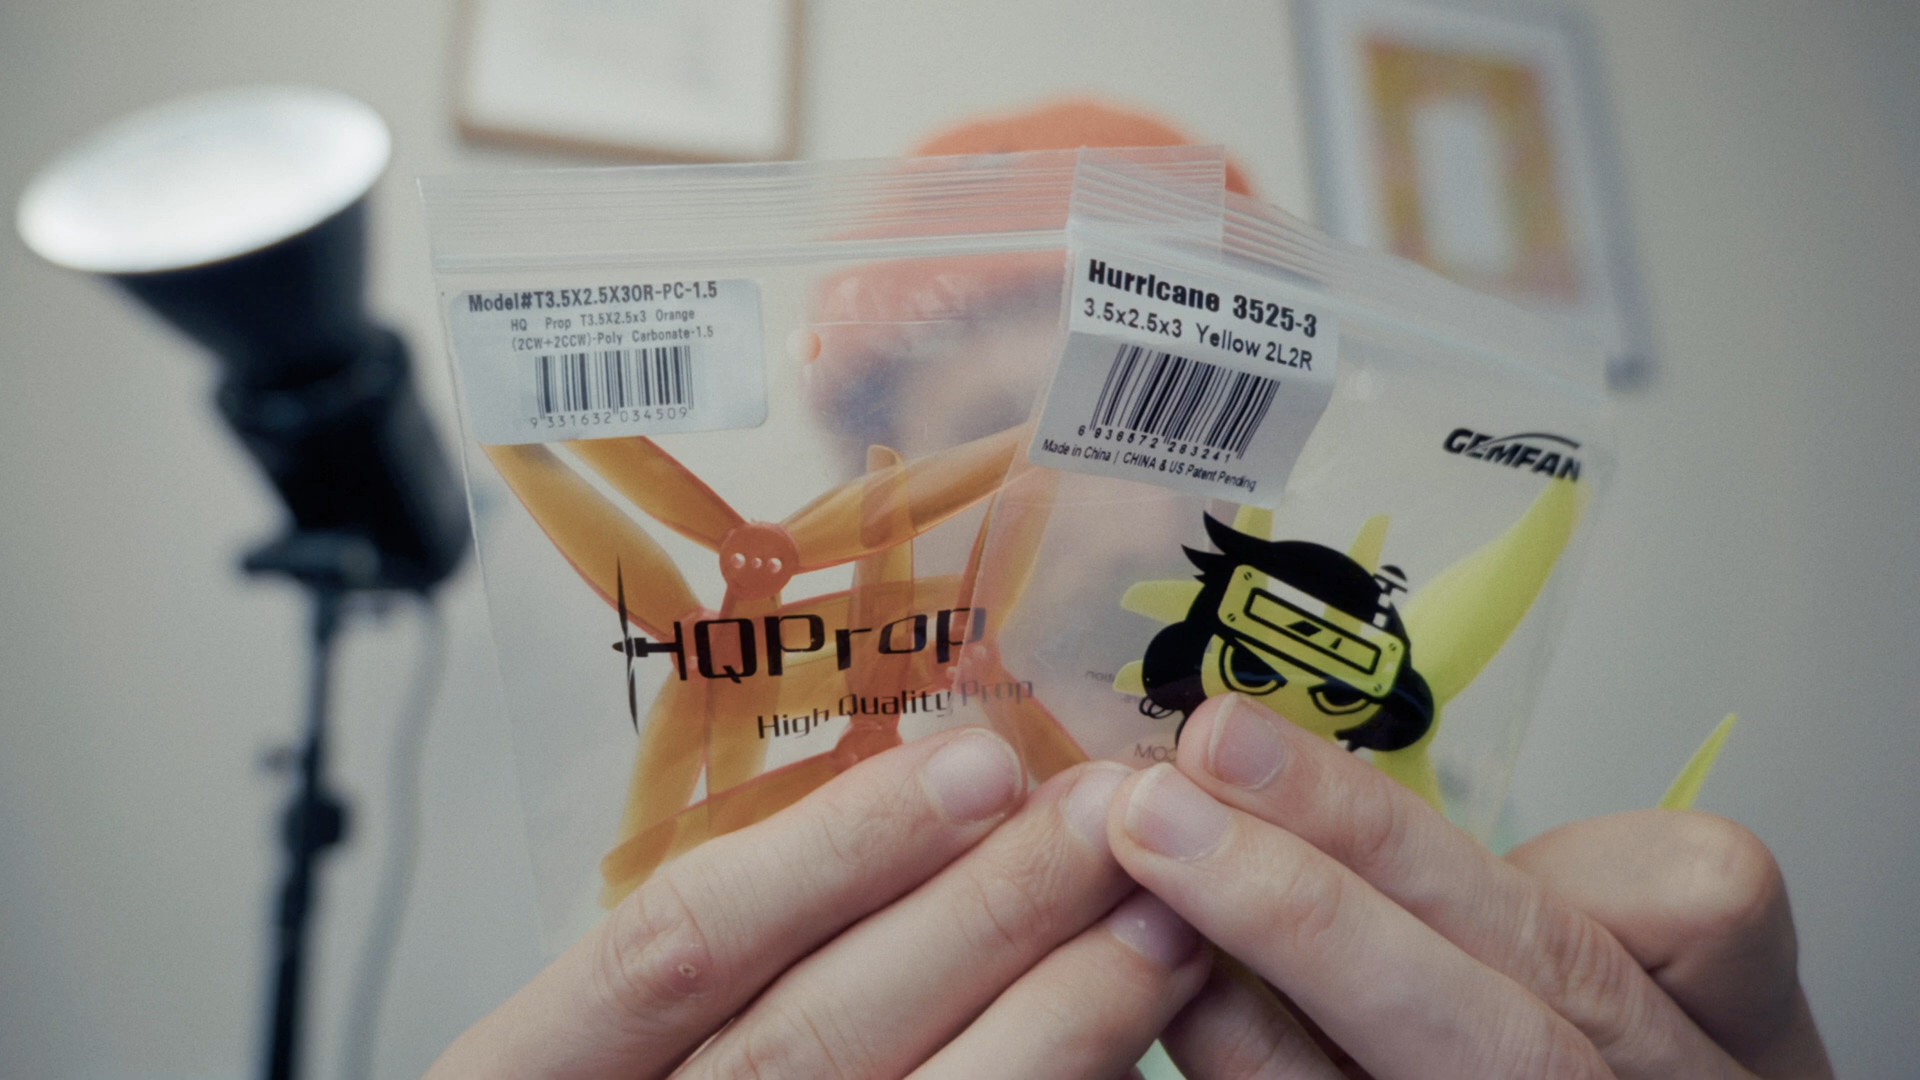 Model#T3.5X2.5X3OR-PC-1.5
HQ Prop T3.5X2.5x3 Orange
(2CW+2CCW)-Poly Carbonate-1.5
9 331632 034509
HQProp
High Quality Prop
Hurricane 3525-3
3.5x2.5x3 Yellow 2L2R
6 936572 283241
Made in China | CHINA & US Patent Pending
GEMFAN